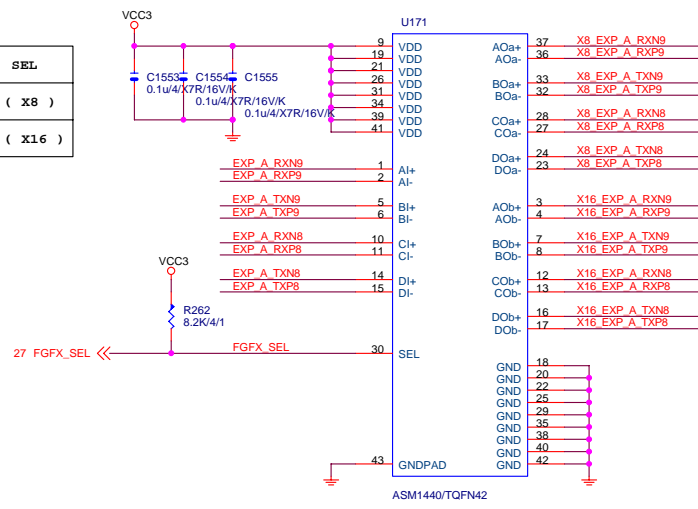 VCC3
U171
SEL
( X8 )
( X16 )
C1553
0.1u/4/X7R/16V/K
C1554
0.1u/4/X7R/16V/K
C1555
0.1u/4/X7R/16V/K
9 VDD
19 VDD
21 VDD
26 VDD
31 VDD
34 VDD
39 VDD
41 VDD
EXP_A_RXN9 1 AI+
EXP_A_RXP9 2 AI-
EXP_A_TXN9 5 BI+
EXP_A_TXP9 6 BI-
EXP_A_RXN8 10 CI+
EXP_A_RXP8 11 CI-
EXP_A_TXN8 14 DI+
EXP_A_TXP8 15 DI-
VCC3
R262
8.2K/4/1
27 FGFX_SEL FGFX_SEL 30 SEL
43 GNDPAD
AOa+ 37 X8_EXP_A_RXN9
AOa- 36 X8_EXP_A_RXP9
BOa+ 33 X8_EXP_A_TXN9
BOa- 32 X8_EXP_A_TXP9
COa+ 28 X8_EXP_A_RXN8
COa- 27 X8_EXP_A_RXP8
DOa+ 24 X8_EXP_A_TXN8
DOa- 23 X8_EXP_A_TXP8
AOb+ 3 X16_EXP_A_RXN9
AOb- 4 X16_EXP_A_RXP9
BOb+ 7 X16_EXP_A_TXN9
BOb- 8 X16_EXP_A_TXP9
COb+ 12 X16_EXP_A_RXN8
COb- 13 X16_EXP_A_RXP8
DOb+ 16 X16_EXP_A_TXN8
DOb- 17 X16_EXP_A_TXP8
GND 18
GND 20
GND 22
GND 25
GND 29
GND 35
GND 38
GND 40
GND 42
ASM1440/TQFN42